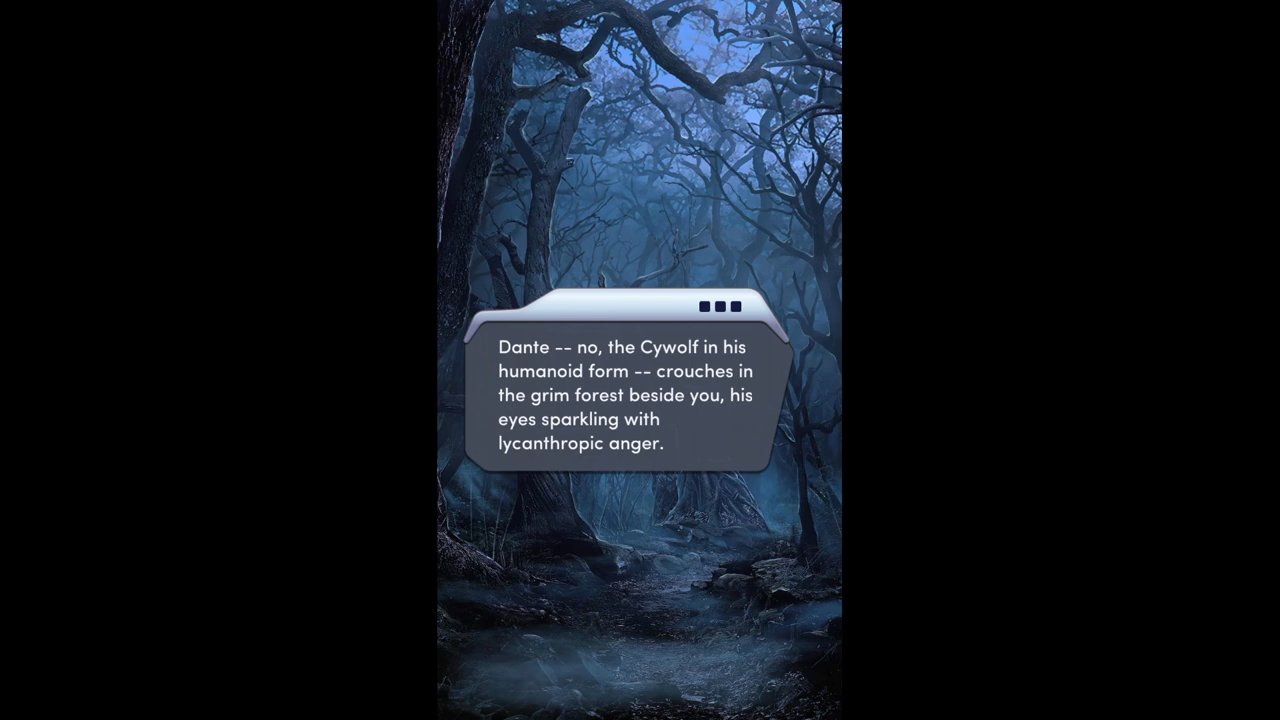 Dante -- no, the Cywolf in his
humanoid form -- crouches in
the grim forest beside you, his
eyes sparkling with
lycanthropic anger.